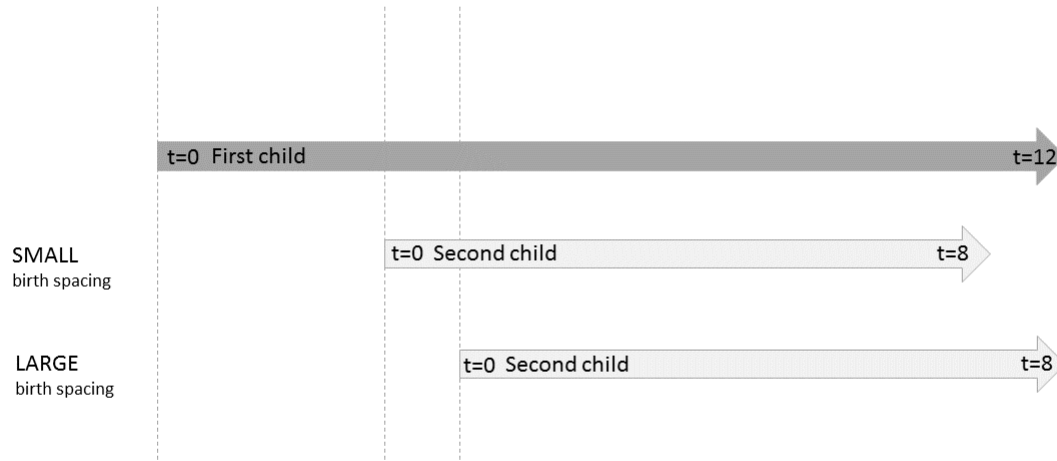 t=0 First child t=12
SMALL
birth spacing
t=0 Second child t=8
LARGE
birth spacing
t=0 Second child t=8